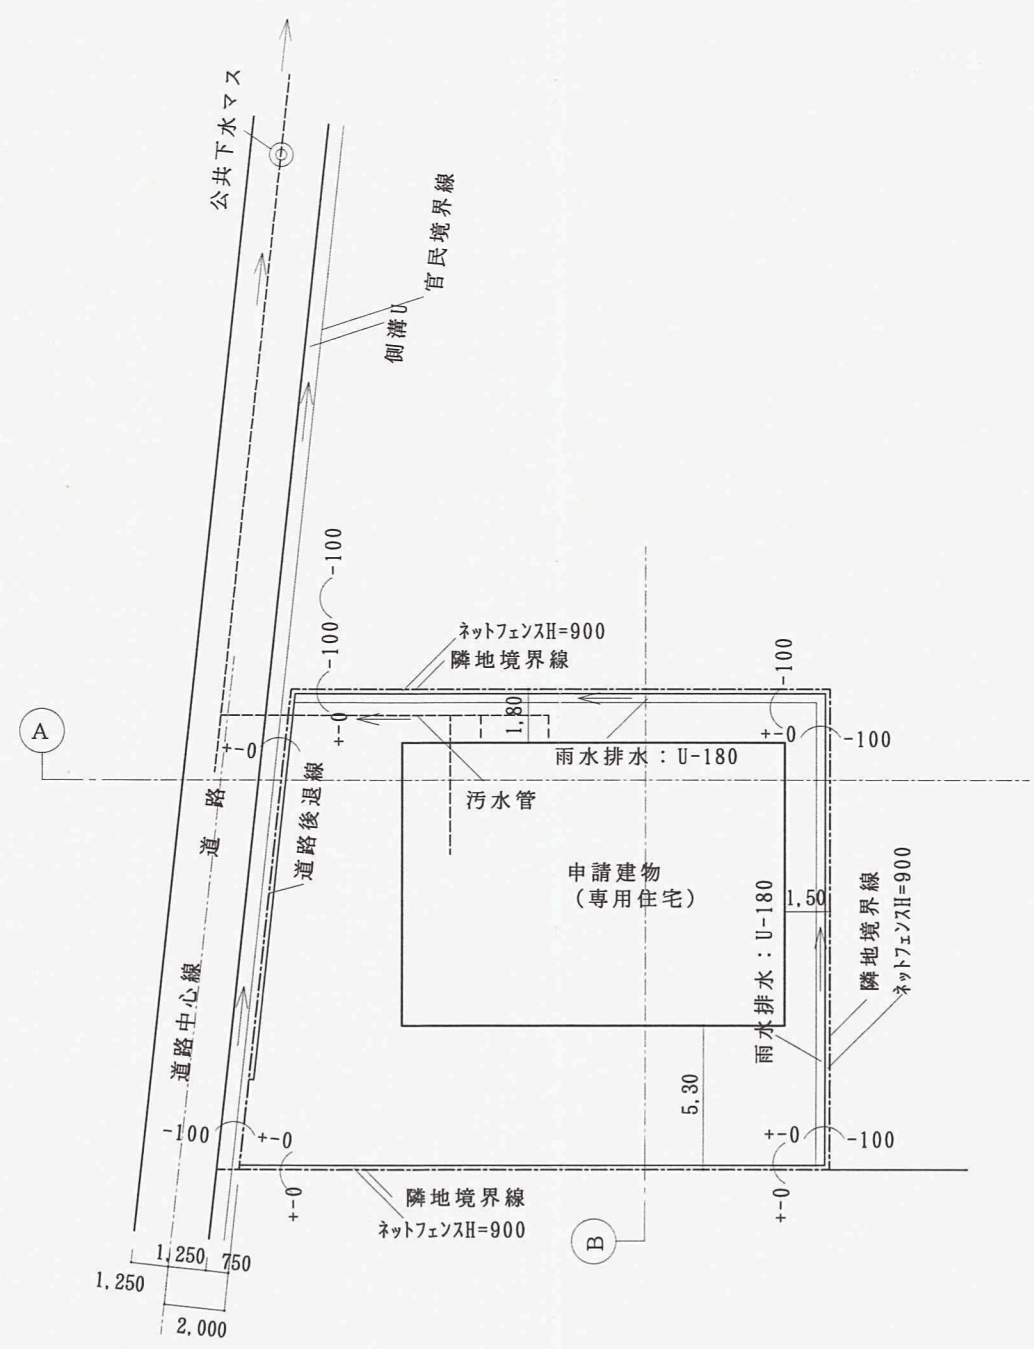 公共下水マス
官民境界線
側溝U
-100
-100
ネットフェンスH=900
隣地境界線
A
+-0
+-0
1,80
雨水排水：U-180
-100
+-0
-100
道路
道路後退線
汚水管
申請建物
（専用住宅）
雨水排水：U-180
1,50
隣地境界線
ネットフェンスH=900
道路中心線
5,30
-100
+-0
+-0
+-0
-100
+-0
隣地境界線
ネットフェンスH=900
B
1,250
750
1,250
2,000